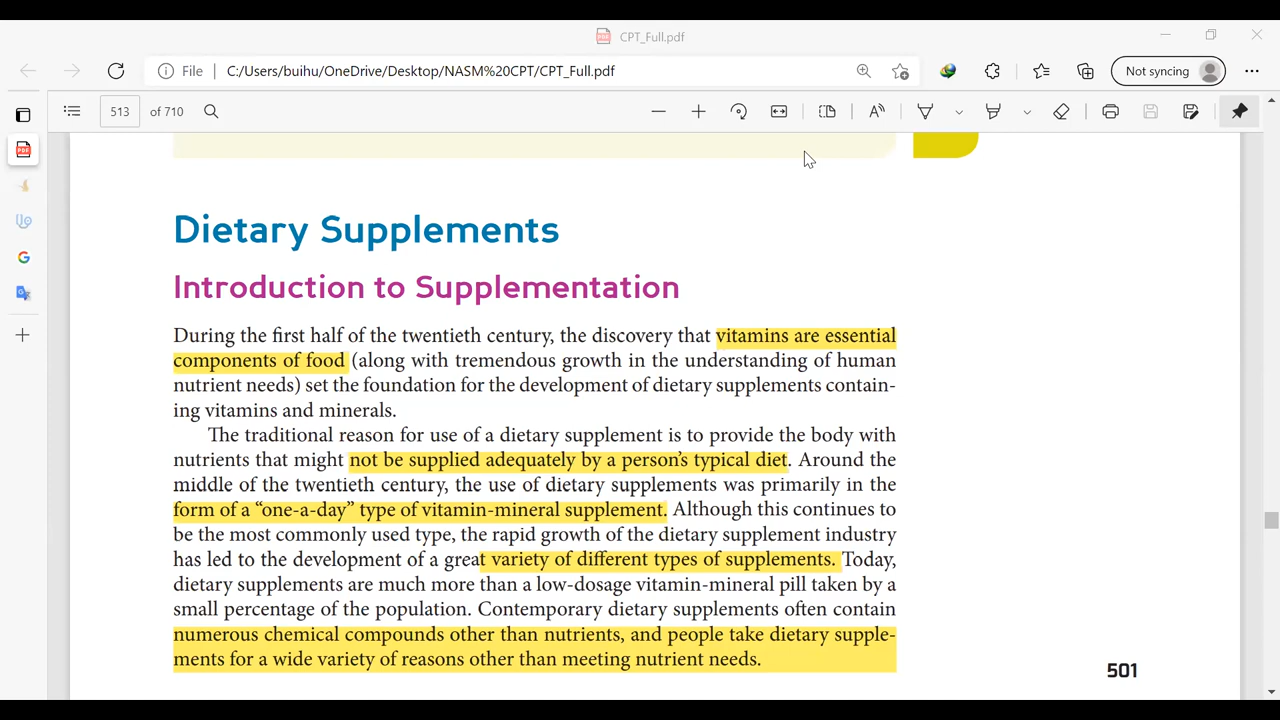 CPT_Full.pdf
File C:/Users/buihu/OneDrive/Desktop/NASM%20CPT/CPT_Full.pdf Not syncing
513 of 710
Dietary Supplements
Introduction to Supplementation
During the first half of the twentieth century, the discovery that vitamins are essential
components of food (along with tremendous growth in the understanding of human
nutrient needs) set the foundation for the development of dietary supplements contain-
ing vitamins and minerals.
The traditional reason for use of a dietary supplement is to provide the body with
nutrients that might not be supplied adequately by a person's typical diet. Around the
middle of the twentieth century, the use of dietary supplements was primarily in the
form of a “one-a-day” type of vitamin-mineral supplement. Although this continues to
be the most commonly used type, the rapid growth of the dietary supplement industry
has led to the development of a great variety of different types of supplements. Today,
dietary supplements are much more than a low-dosage vitamin-mineral pill taken by a
small percentage of the population. Contemporary dietary supplements often contain
numerous chemical compounds other than nutrients, and people take dietary supple-
ments for a wide variety of reasons other than meeting nutrient needs.
501